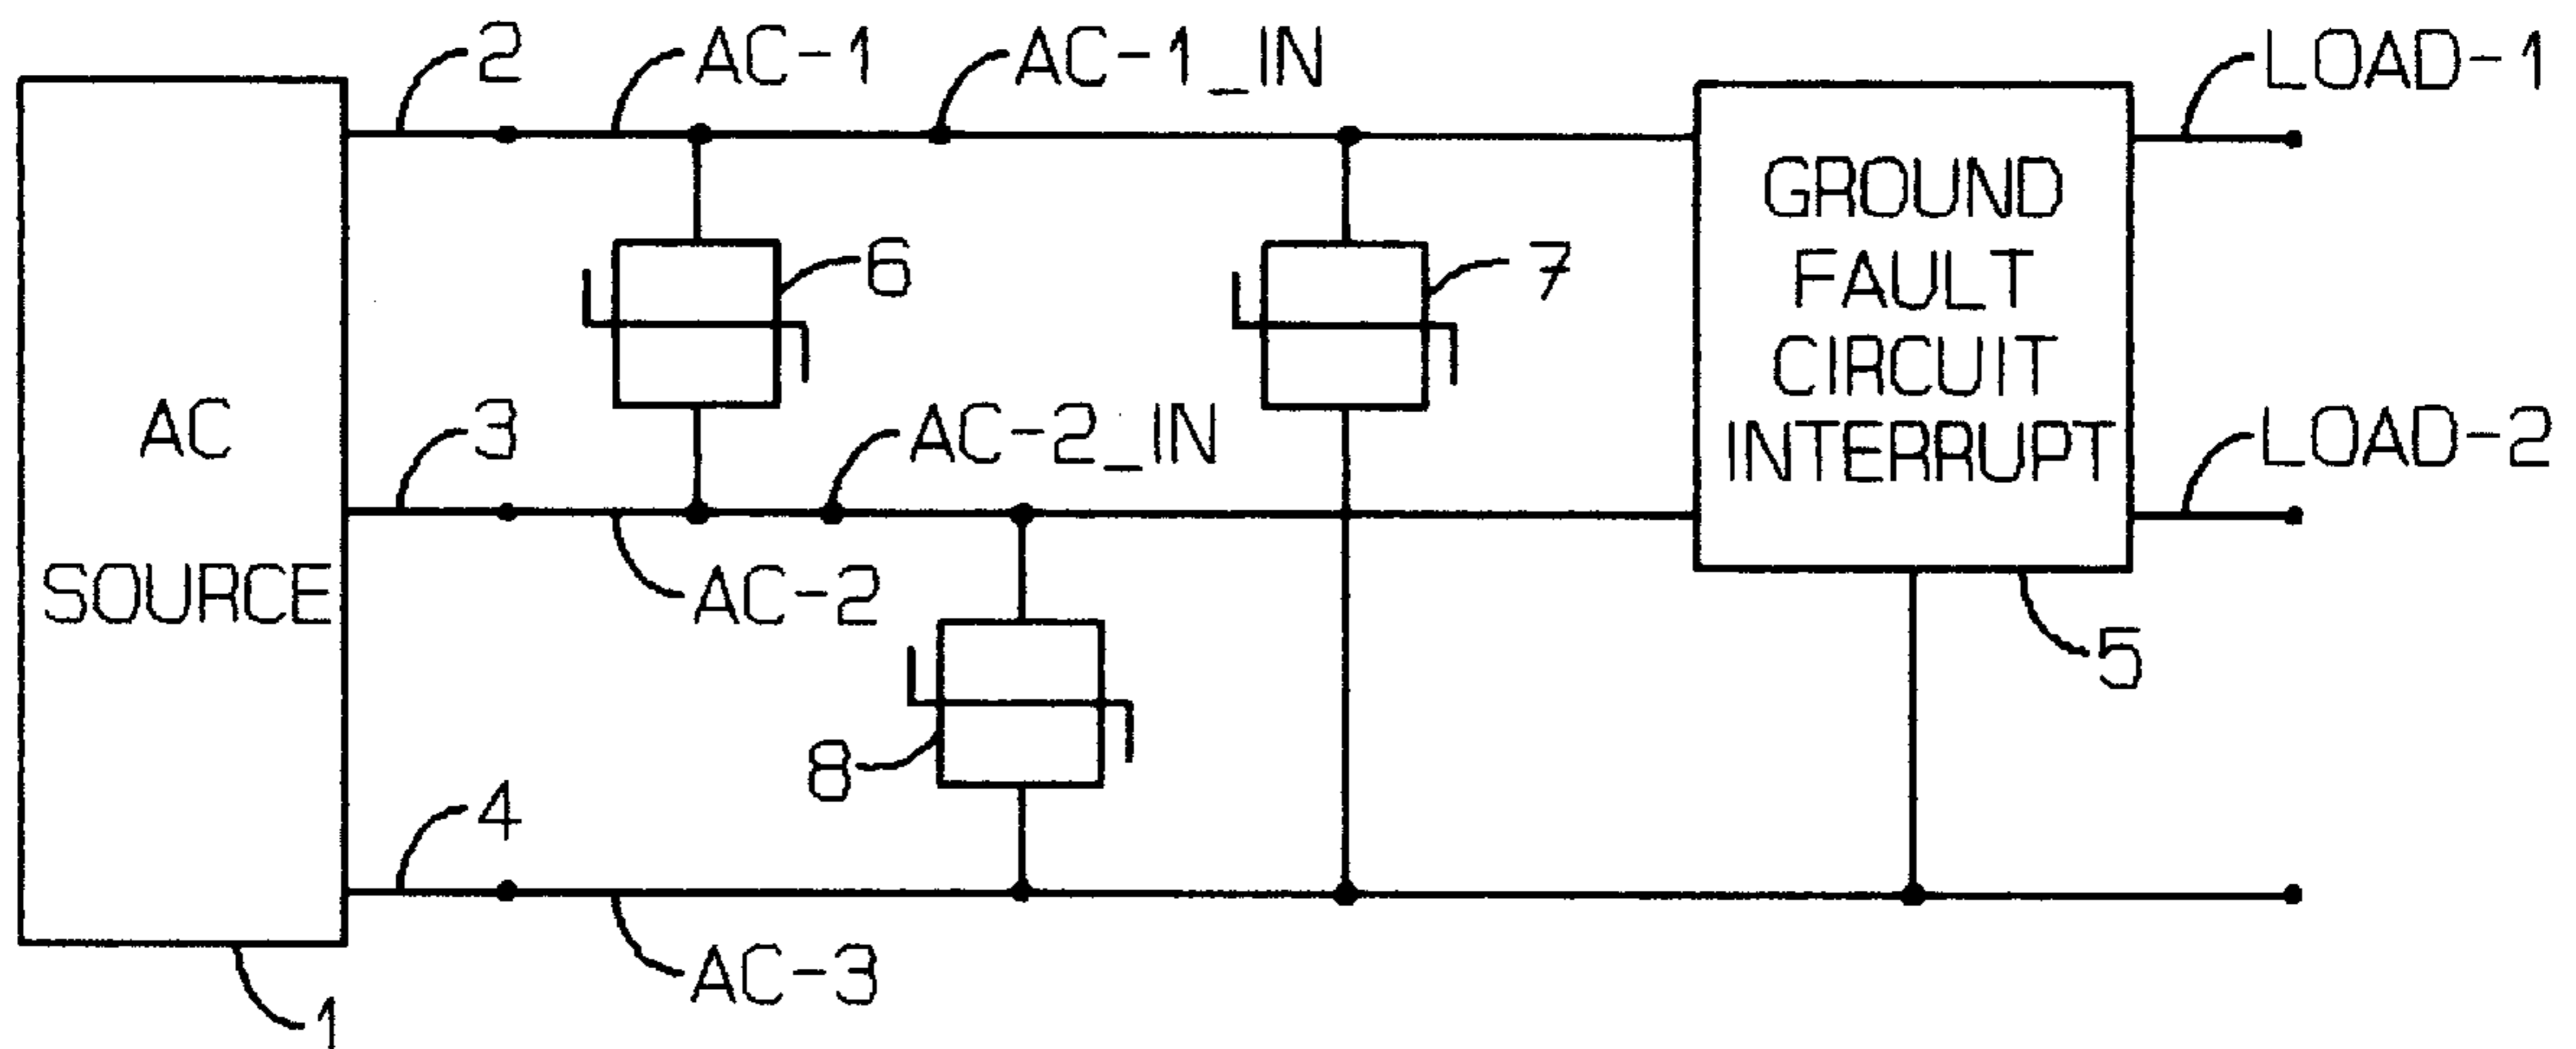 2
AC-1
AC-1_IN
LOAD-1
GROUND
FAULT
CIRCUIT
INTERRUPT
6
7
AC
SOURCE
3
AC-2_IN
LOAD-2
AC-2
5
8
4
AC-3
1